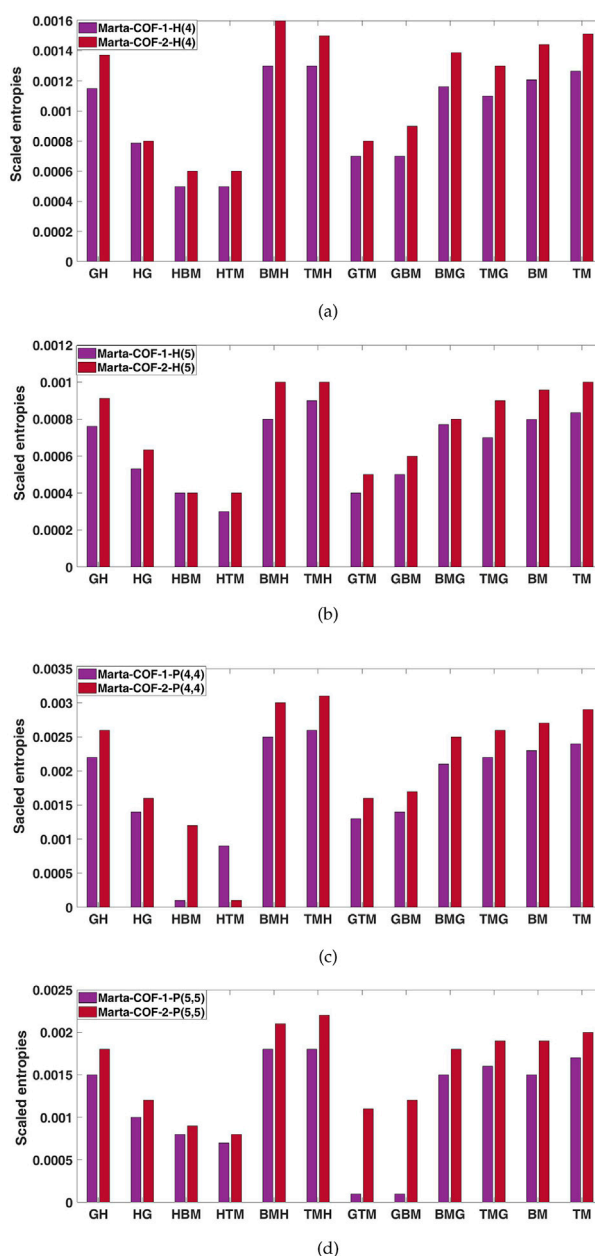 Scaled entropies
0.0016
0.0014
0.0012
0.001
0.0008
0.0006
0.0004
0.0002
0
Marta-COF-1-H(4)
Marta-COF-2-H(4)
GH HG HBM HTM BMH TMH GTM GBM BMG TMG BM TM
(a)
Scaled entropies
0.0012
0.001
0.0008
0.0006
0.0004
0.0002
0
Marta-COF-1-H(5)
Marta-COF-2-H(5)
GH HG HBM HTM BMH TMH GTM GBM BMG TMG BM TM
(b)
Sacled entropies
0.0035
0.003
0.0025
0.002
0.0015
0.001
0.0005
0
Marta-COF-1-P(4,4)
Marta-COF-2-P(4,4)
GH HG HBM HTM BMH TMH GTM GBM BMG TMG BM TM
(c)
Scaled entropies
0.0025
0.002
0.0015
0.001
0.0005
0
Marta-COF-1-P(5,5)
Marta-COF-2-P(5,5)
GH HG HBM HTM BMH TMH GTM GBM BMG TMG BM TM
(d)